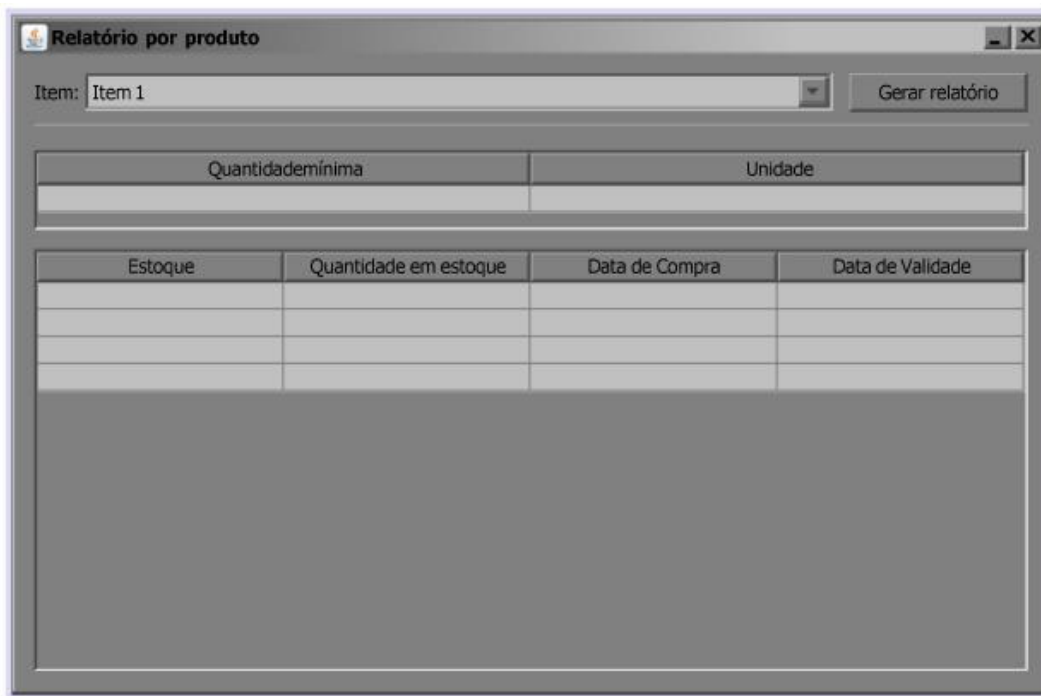 Relatório por produto
Item: Item 1 Gerar relatório
Quantidademínima Unidade
Estoque Quantidade em estoque Data de Compra Data de Validade